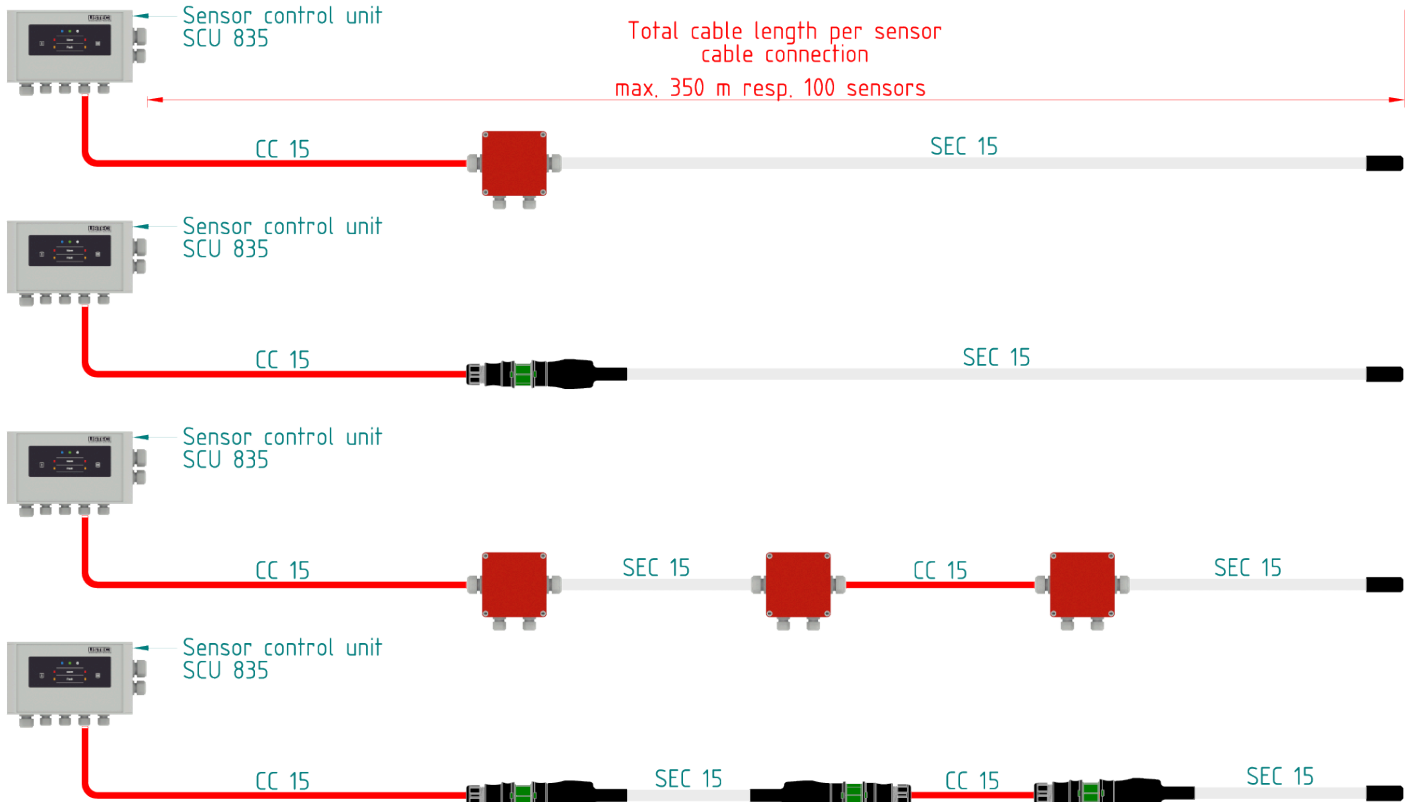 Sensor control unit
SCU 835
Total cable length per sensor
cable connection
max. 350 m resp. 100 sensors
CC 15
SEC 15
Sensor control unit
SCU 835
CC 15
SEC 15
Sensor control unit
SCU 835
CC 15
SEC 15
CC 15
SEC 15
Sensor control unit
SCU 835
CC 15
SEC 15
CC 15
SEC 15